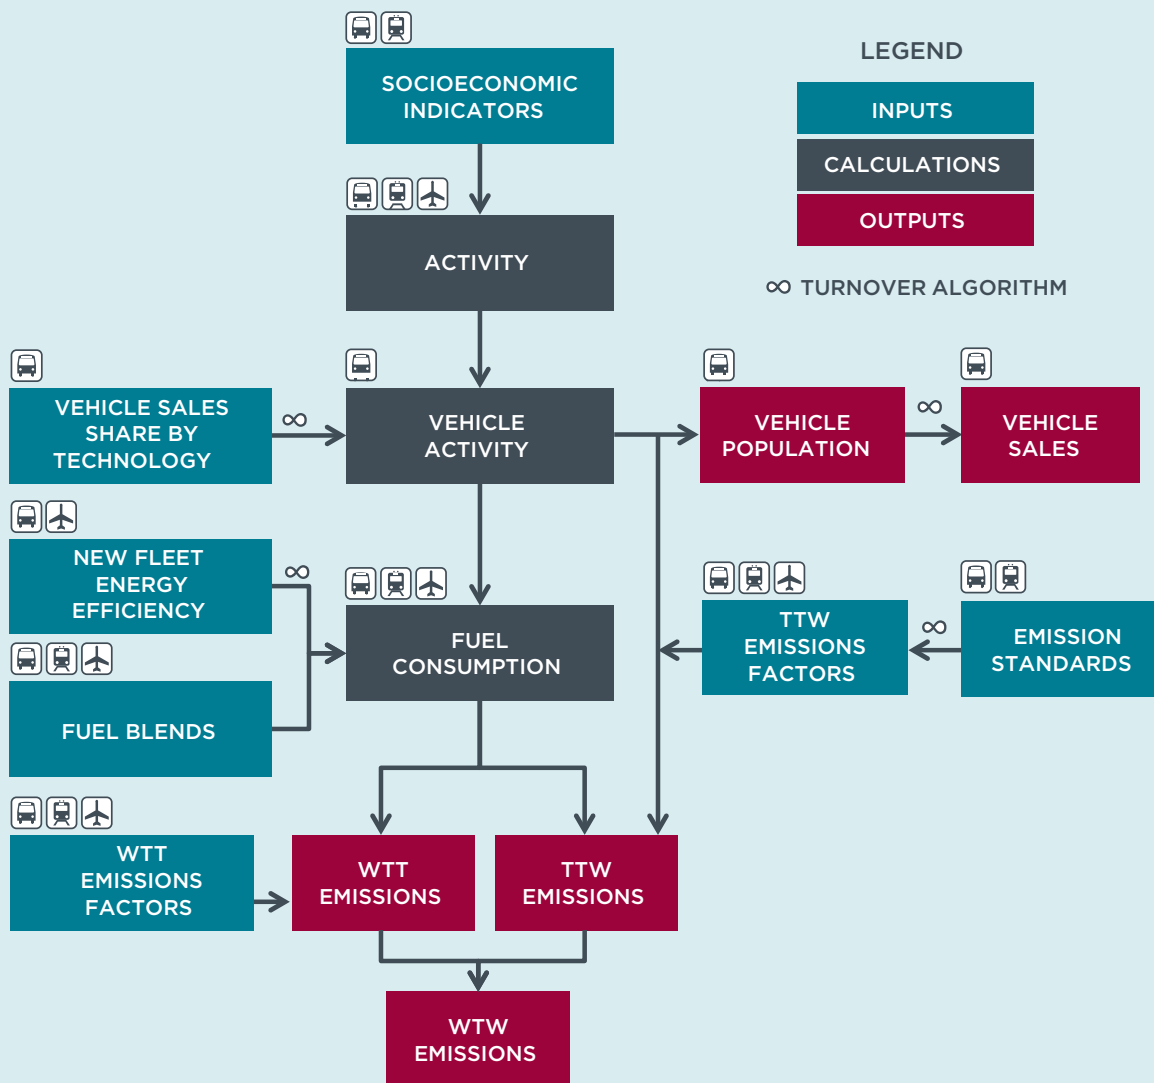 SOCIOECONOMIC
INDICATORS
LEGEND
INPUTS
CALCULATIONS
OUTPUTS
∞ TURNOVER ALGORITHM
ACTIVITY
VEHICLE SALES
SHARE BY
TECHNOLOGY
∞
VEHICLE
ACTIVITY
VEHICLE
POPULATION
∞
VEHICLE
SALES
NEW FLEET
ENERGY
EFFICIENCY
∞
FUEL
CONSUMPTION
TTW
EMISSIONS
FACTORS
∞
EMISSION
STANDARDS
FUEL BLENDS
WTT
EMISSIONS
FACTORS
WTT
EMISSIONS
TTW
EMISSIONS
WTW
EMISSIONS